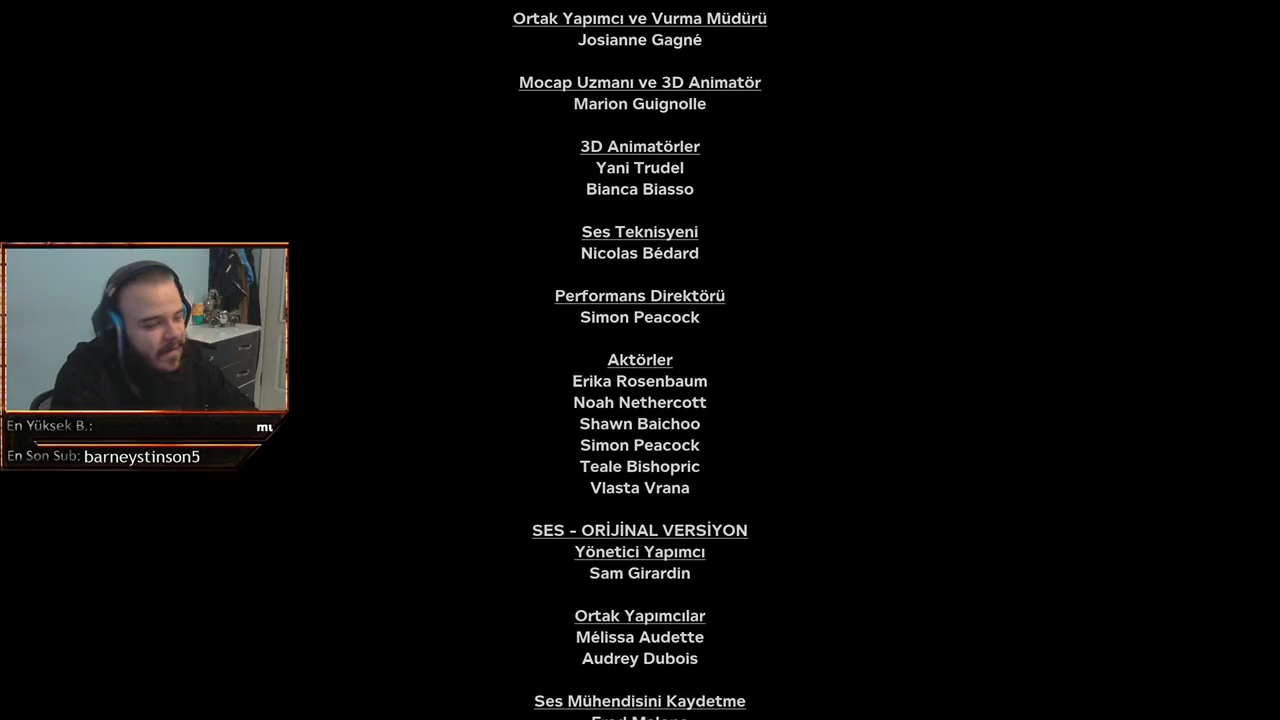 Ortak Yapımcı ve Vurma Müdürü
Josianne Gagné
Mocap Uzmanı ve 3D Animatör
Marion Guignolle
3D Animatörler
Yani Trudel
Bianca Biasso
Ses Teknisyeni
Nicolas Bédard
Performans Direktörü
Simon Peacock
Aktörler
Erika Rosenbaum
Noah Nethercott
Shawn Baichoo
Simon Peacock
Teale Bishopric
Vlasta Vrana
SES - ORİJİNAL VERSİYON
Yönetici Yapımcı
Sam Girardin
Ortak Yapımcılar
Mélissa Audette
Audrey Dubois
Ses Mühendisini Kaydetme
En Yüksek B.:
En Son Sub: barneystinson5